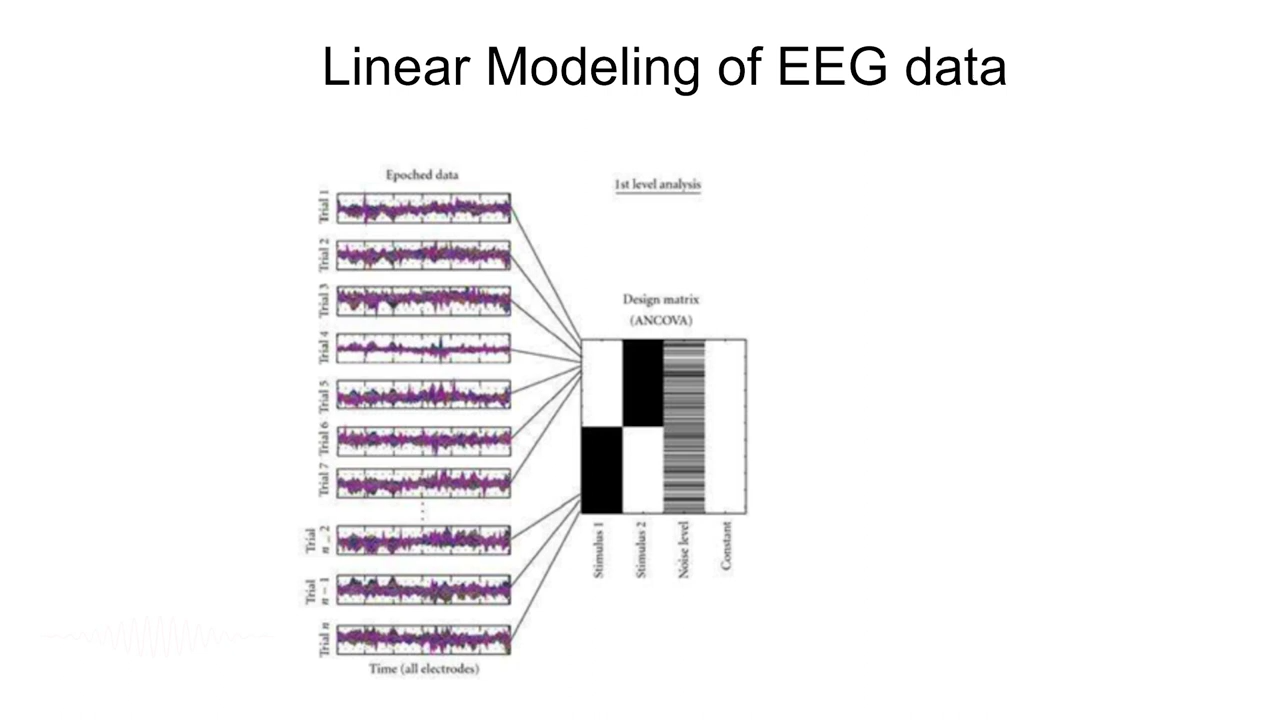 Linear Modeling of EEG data
Epoched data
1st level analysis
Trial 1
Trial 2
Trial 3
Trial 4
Trial 5
Trial 6
Trial 7
Trial
n − 2
Trial
n − 1
Trial n
Time (all electrodes)
Design matrix
(ANCOVA)
Stimulus 1
Stimulus 2
Noise level
Constant